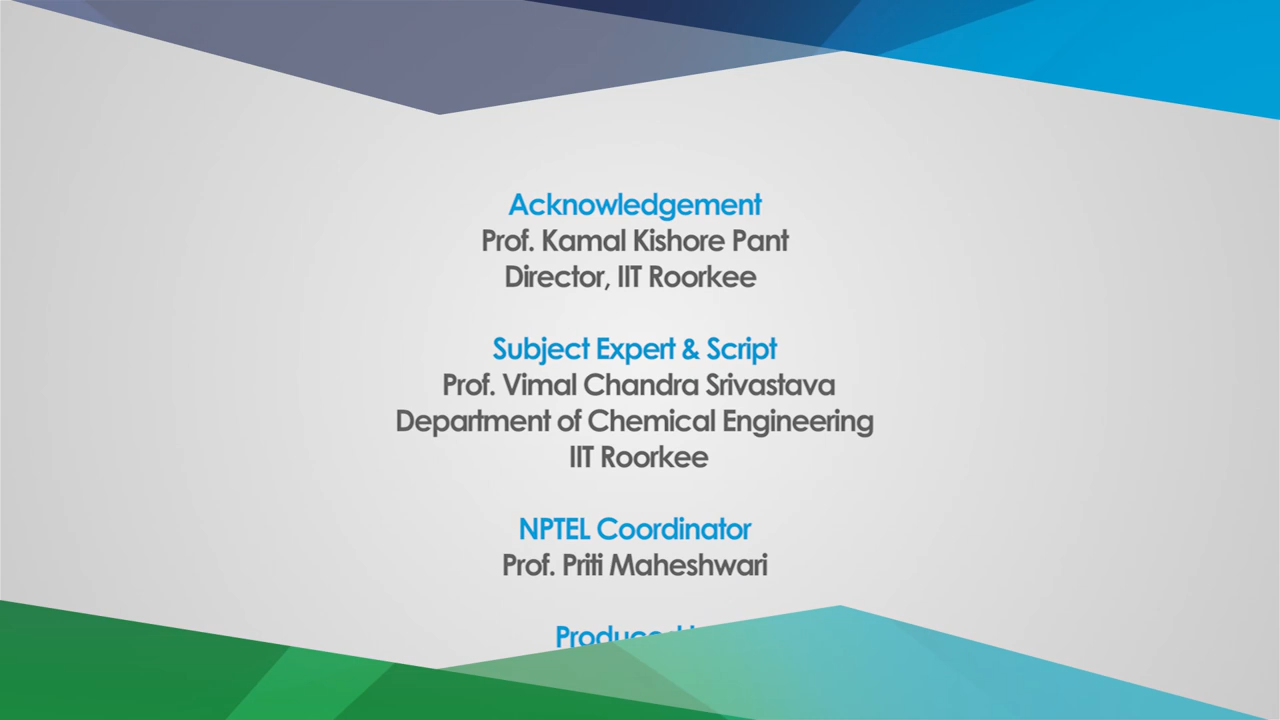 Acknowledgement
Prof. Kamal Kishore Pant
Director, IIT Roorkee
Subject Expert & Script
Prof. Vimal Chandra Srivastava
Department of Chemical Engineering
IIT Roorkee
NPTEL Coordinator
Prof. Priti Maheshwari